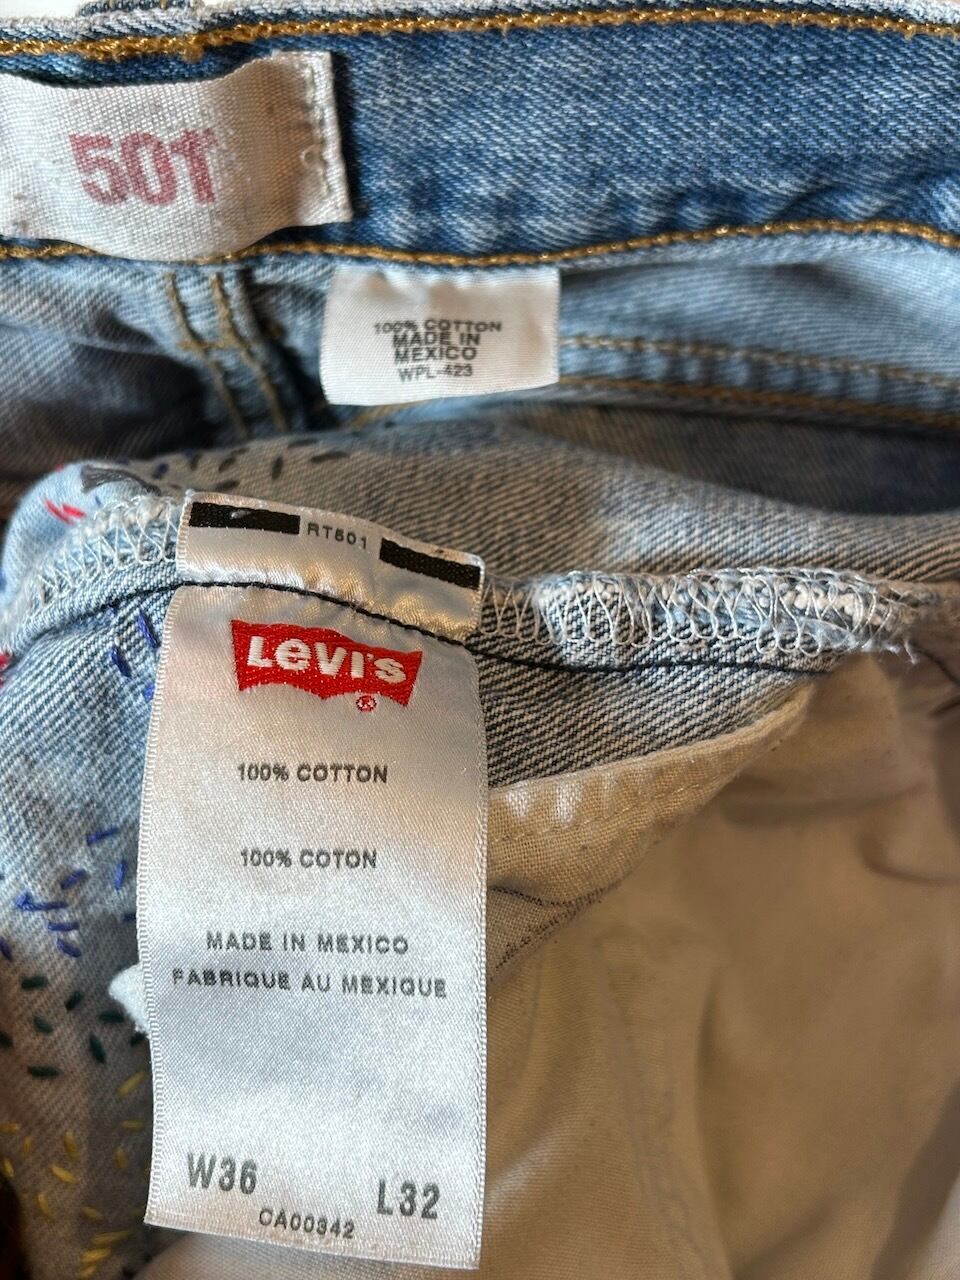 501®
100% COTTON
MADE IN
MEXICO
WPL-423
RT501
Levi's
®
100% COTTON
100% COTON
MADE IN MEXICO
FABRIQUE AU MEXIQUE
W36
L32
CA00342